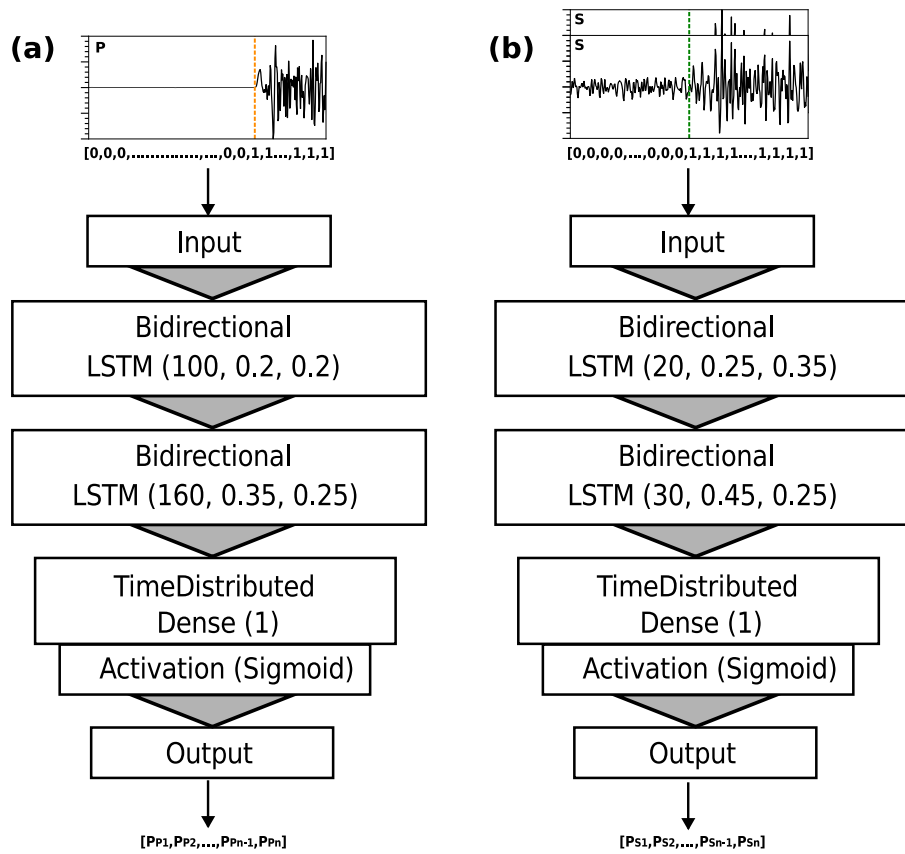 (a)
P
[0,0,0,..................,...,0,0,1,1...,1,1,1]
Input
Bidirectional
LSTM (100, 0.2, 0.2)
Bidirectional
LSTM (160, 0.35, 0.25)
TimeDistributed
Dense (1)
Activation (Sigmoid)
Output
[PP1,PP2,...,PPn-1,PPn]
(b)
S
S
[0,0,0,0,...,0,0,0,1,1,1,1...,1,1,1,1]
Input
Bidirectional
LSTM (20, 0.25, 0.35)
Bidirectional
LSTM (30, 0.45, 0.25)
TimeDistributed
Dense (1)
Activation (Sigmoid)
Output
[PS1,PS2,...,PSn-1,PSn]